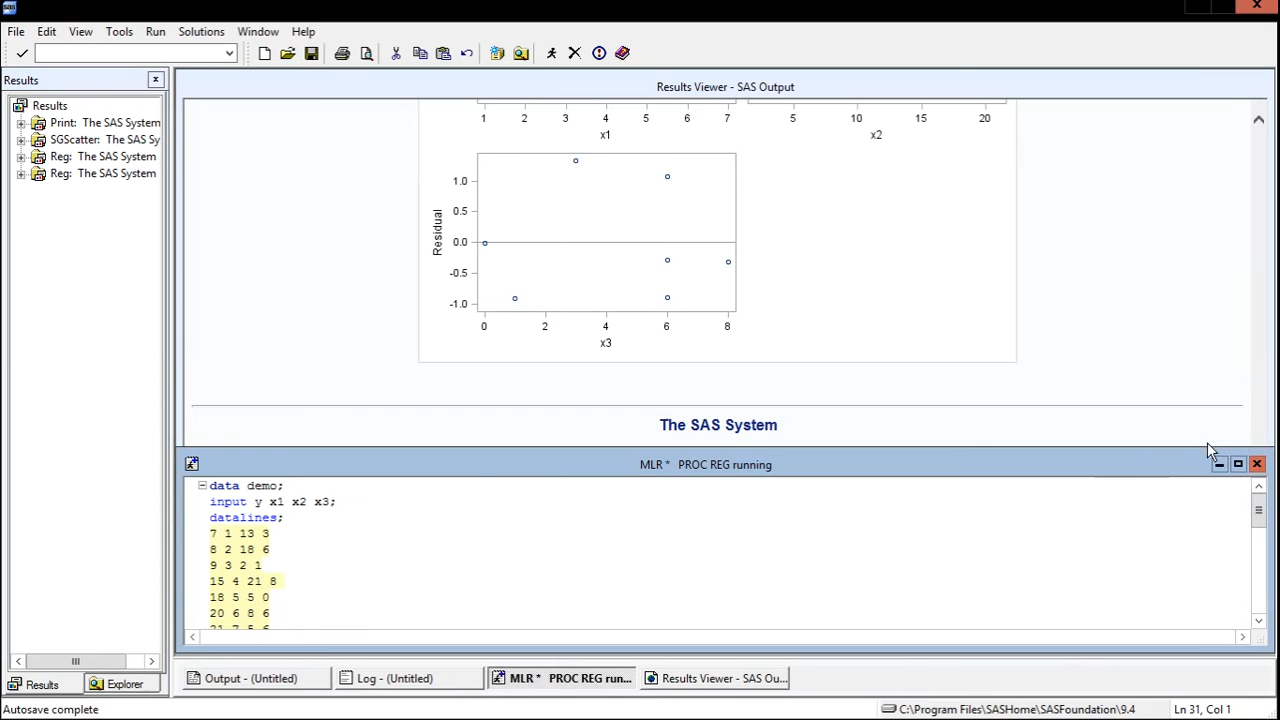 sas
File Edit View Tools Run Solutions Window Help
Results
Results Viewer - SAS Output
Results
Print: The SAS System
SGScatter: The SAS Sy
Reg: The SAS System
Reg: The SAS System
1 2 3 4 5 6 7
x1
5 10 15 20
x2
Residual
1.0
0.5
0.0
-0.5
-1.0
0 2 4 6 8
x3
The SAS System
MLR * PROC REG running
data demo;
input y x1 x2 x3;
datalines;
7 1 13 3
8 2 18 6
9 3 2 1
15 4 21 8
18 5 5 0
20 6 8 6
21 7 5 6
Results Explorer
Output - (Untitled) Log - (Untitled) MLR * PROC REG run... Results Viewer - SAS Ou...
Autosave complete C:\Program Files\SASHome\SASFoundation\9.4 Ln 31, Col 1